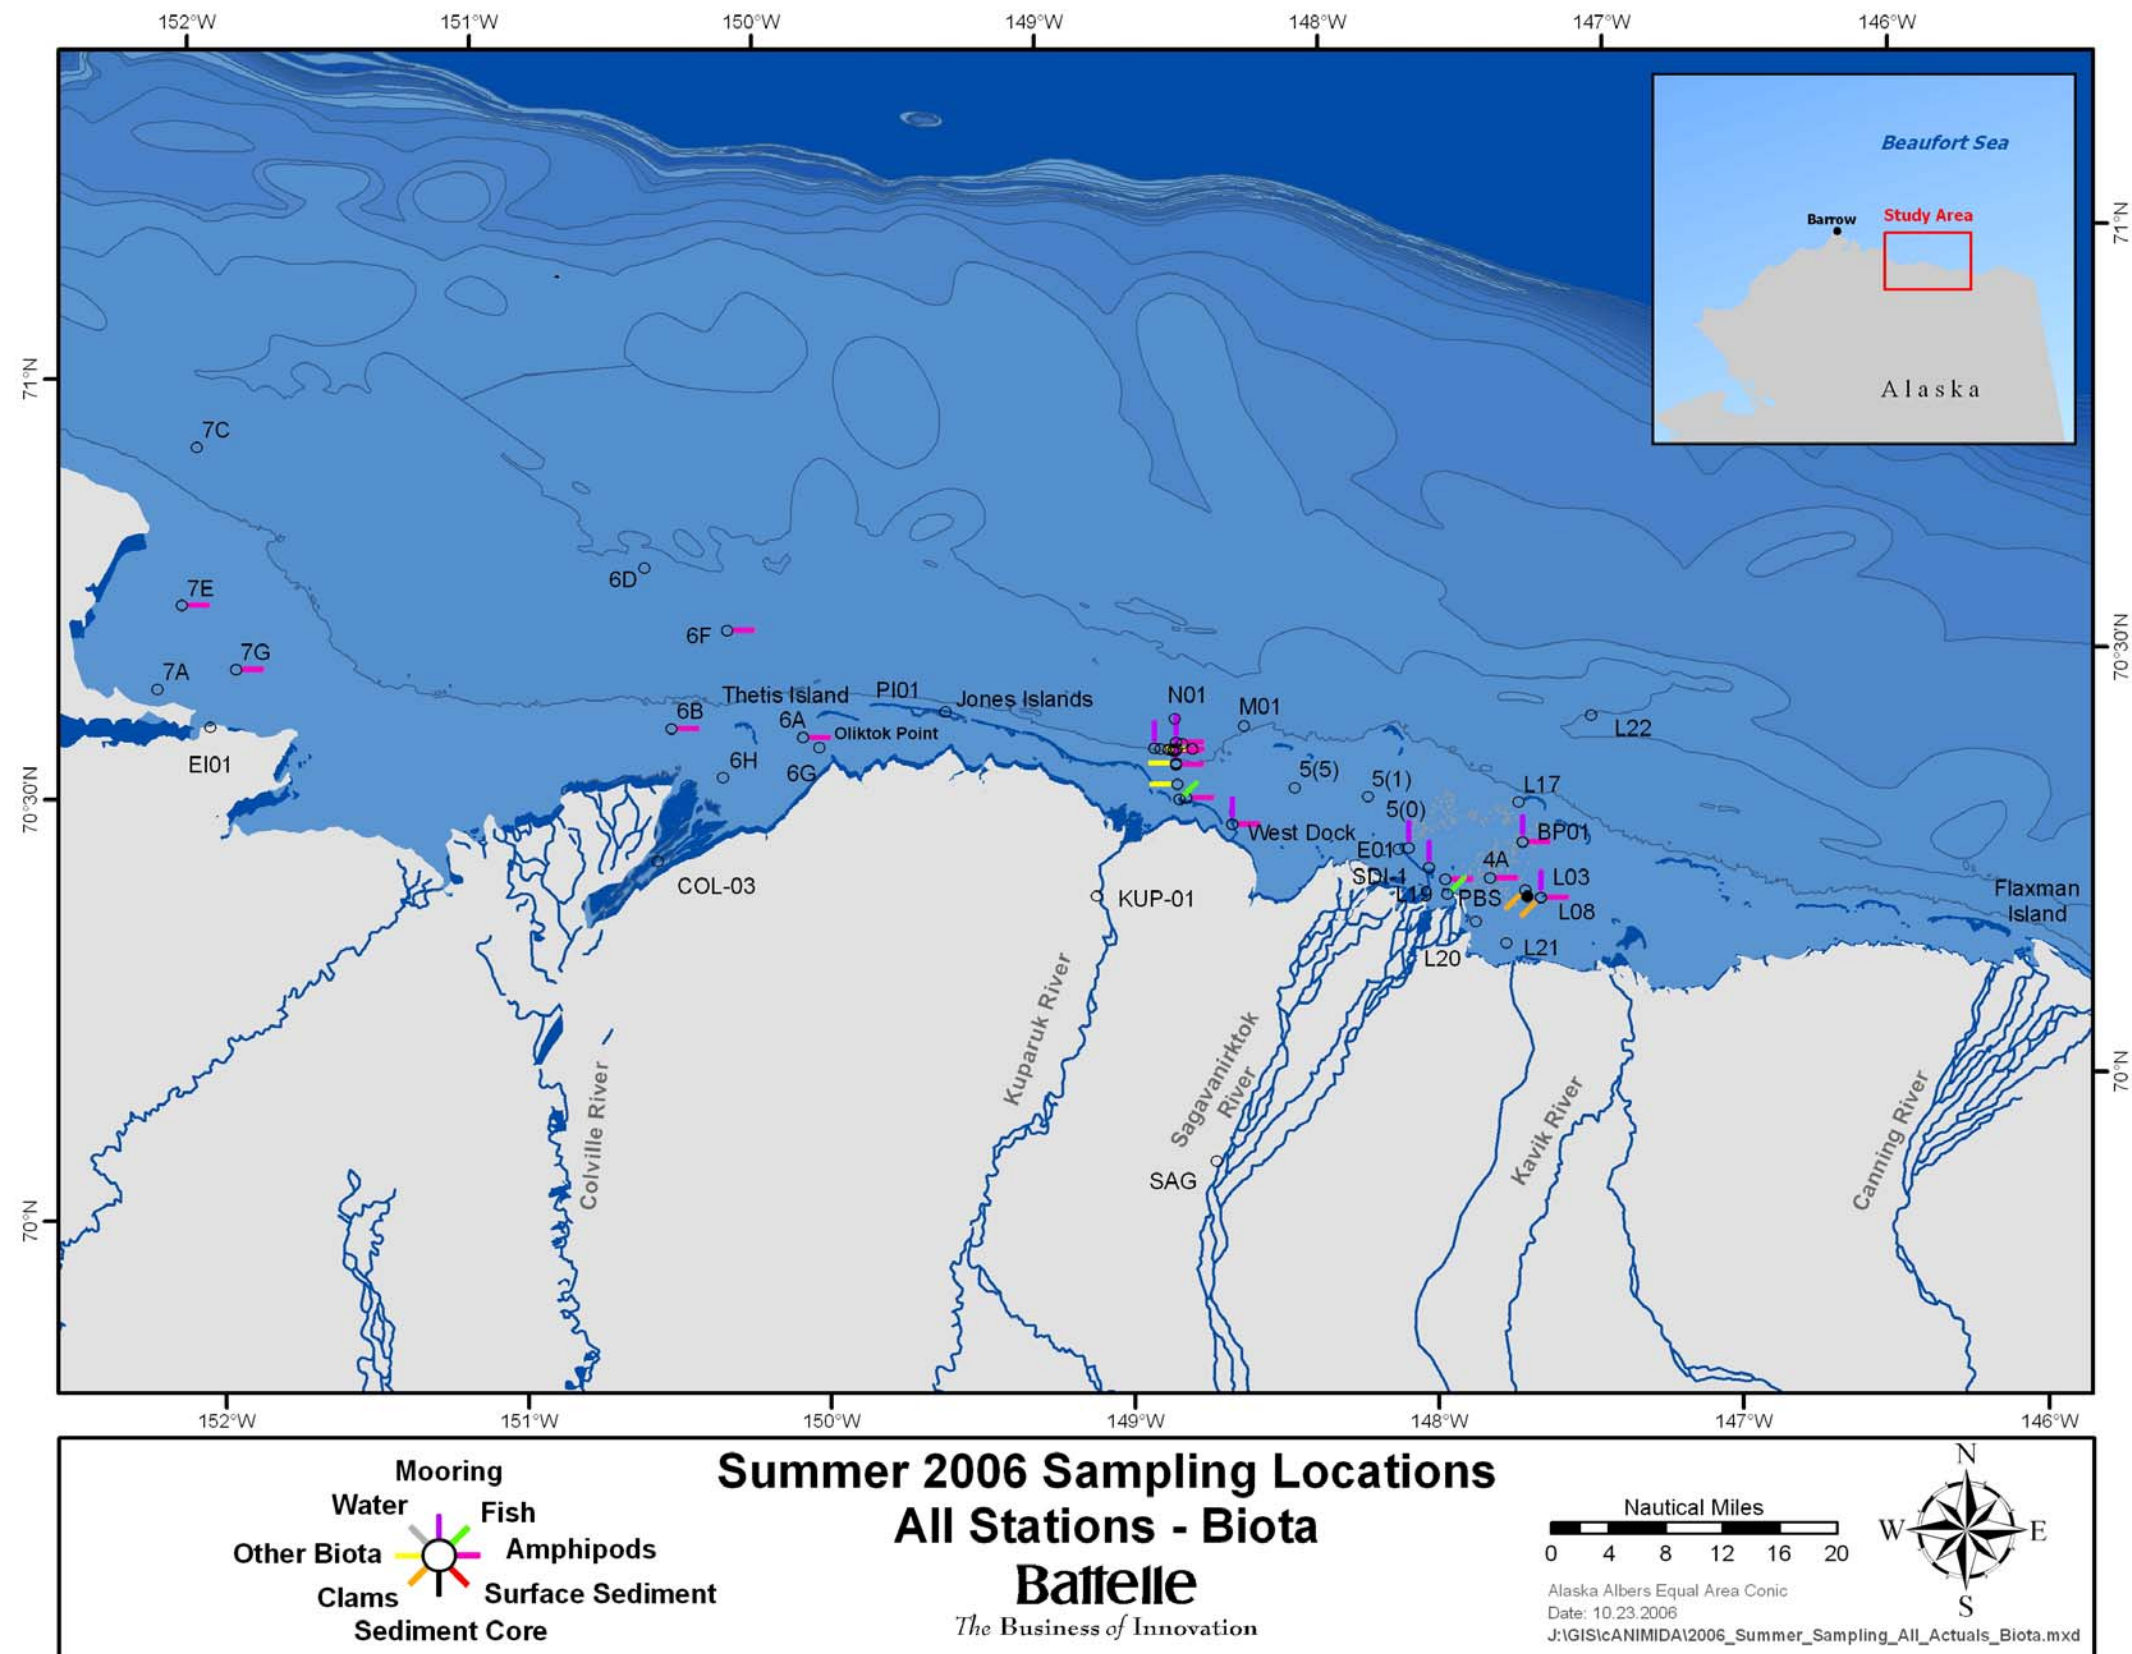 152°W 151°W 150°W 149°W 148°W 147°W 146°W
71°N
70°30'N
70°N
71°N
70°30'N
70°N
Beaufort Sea
Barrow
Study Area
Alaska
7C
7E
7G
7A
EI01
6D
6F
6B
Thetis Island
6A
PI01
Jones Islands
Oliktok Point
6H
6G
N01
M01
L22
5(5)
5(1)
5(0)
L17
BP01
West Dock
E01
4A
SDI-1
L03
L19
PBS
L08
L20
L21
COL-03
KUP-01
Flaxman
Island
SAG
Colville River
Kuparuk River
Sagavanirktok
River
Kavik River
Canning River
152°W 151°W 150°W 149°W 148°W 147°W 146°W
Mooring
Water
Fish
Other Biota
Amphipods
Clams
Surface Sediment
Sediment Core
Summer 2006 Sampling Locations
All Stations - Biota
Battelle
The Business of Innovation
Nautical Miles
0 4 8 12 16 20
Alaska Albers Equal Area Conic
Date: 10.23.2006
J:\GIS\cANIMIDA\2006_Summer_Sampling_All_Actuals_Biota.mxd
N
W
E
S